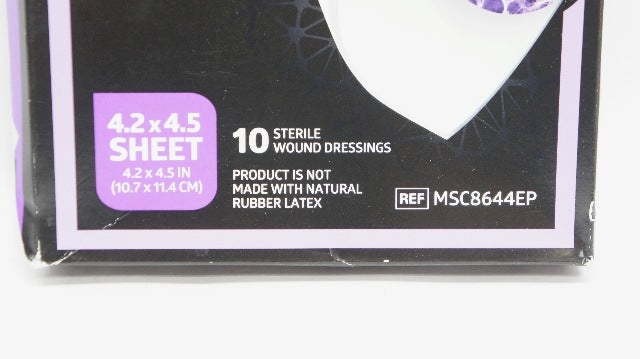 4.2 x 4.5
SHEET
4.2 x 4.5 IN
(10.7 x 11.4 CM)
10 STERILE
WOUND DRESSINGS
PRODUCT IS NOT
MADE WITH NATURAL
RUBBER LATEX
REF MSC8644EP